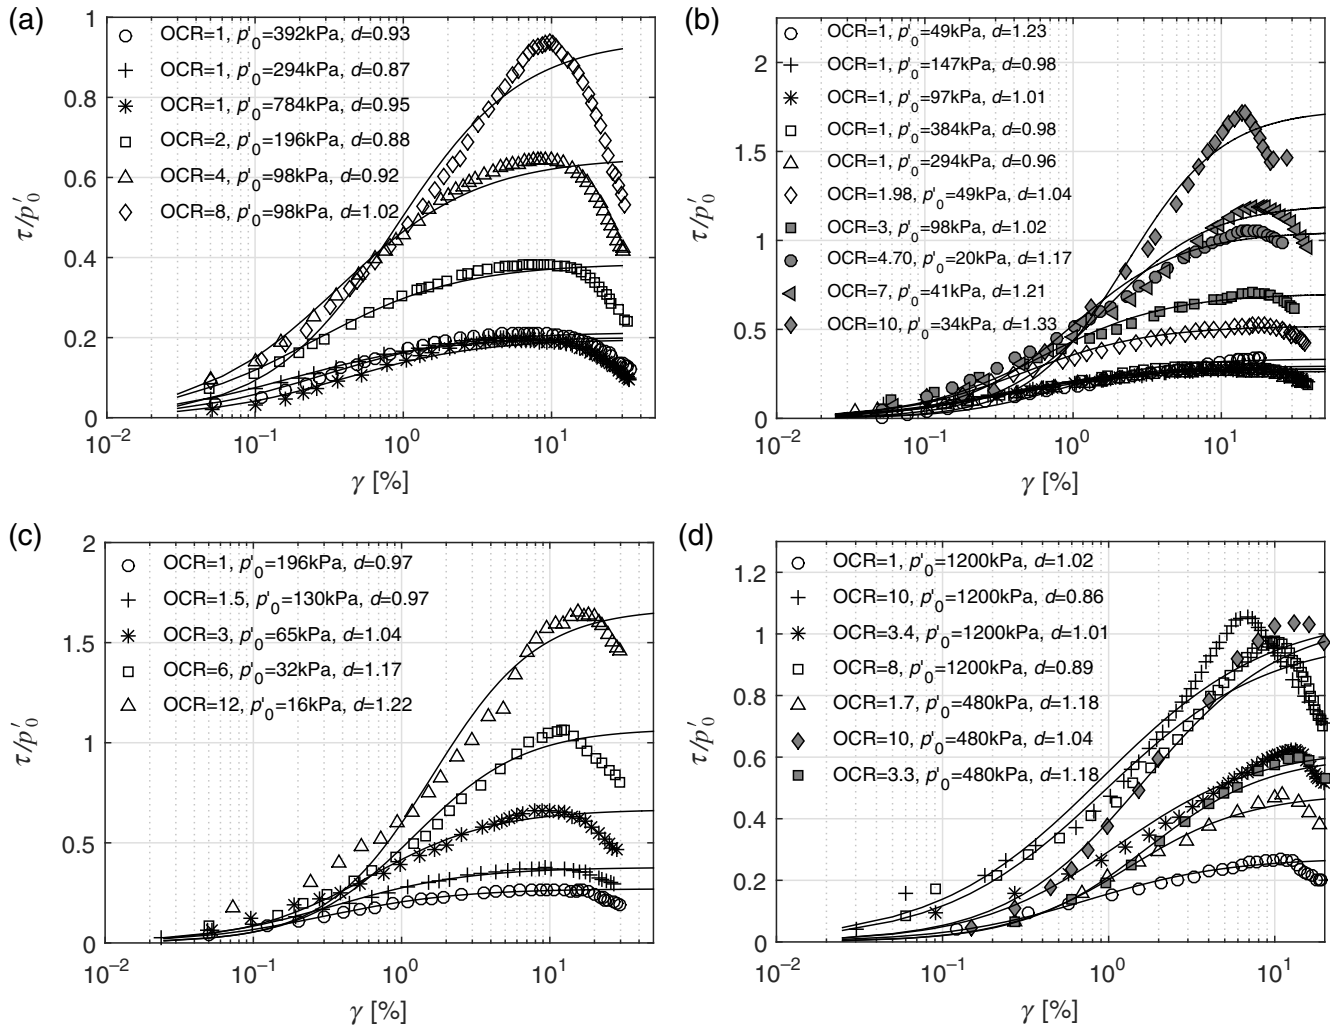 (a)
1
0.8
0.6
0.4
0.2
0
τ/p′0
OCR=1, p'0=392kPa, d=0.93
OCR=1, p'0=294kPa, d=0.87
OCR=1, p'0=784kPa, d=0.95
OCR=2, p'0=196kPa, d=0.88
OCR=4, p'0=98kPa, d=0.92
OCR=8, p'0=98kPa, d=1.02
10−2 10−1 100 101
γ [%]
(b)
2
1.5
1
0.5
0
τ/p′0
OCR=1, p'0=49kPa, d=1.23
OCR=1, p'0=147kPa, d=0.98
OCR=1, p'0=97kPa, d=1.01
OCR=1, p'0=384kPa, d=0.98
OCR=1, p'0=294kPa, d=0.96
OCR=1.98, p'0=49kPa, d=1.04
OCR=3, p'0=98kPa, d=1.02
OCR=4.70, p'0=20kPa, d=1.17
OCR=7, p'0=41kPa, d=1.21
OCR=10, p'0=34kPa, d=1.33
10−2 10−1 100 101
γ [%]
(c)
2
1.5
1
0.5
0
τ/p′0
OCR=1, p'0=196kPa, d=0.97
OCR=1.5, p'0=130kPa, d=0.97
OCR=3, p'0=65kPa, d=1.04
OCR=6, p'0=32kPa, d=1.17
OCR=12, p'0=16kPa, d=1.22
10−2 10−1 100 101
γ [%]
(d)
1.2
1
0.8
0.6
0.4
0.2
0
τ/p′0
OCR=1, p'0=1200kPa, d=1.02
OCR=10, p'0=1200kPa, d=0.86
OCR=3.4, p'0=1200kPa, d=1.01
OCR=8, p'0=1200kPa, d=0.89
OCR=1.7, p'0=480kPa, d=1.18
OCR=10, p'0=480kPa, d=1.04
OCR=3.3, p'0=480kPa, d=1.18
10−2 10−1 100 101
γ [%]